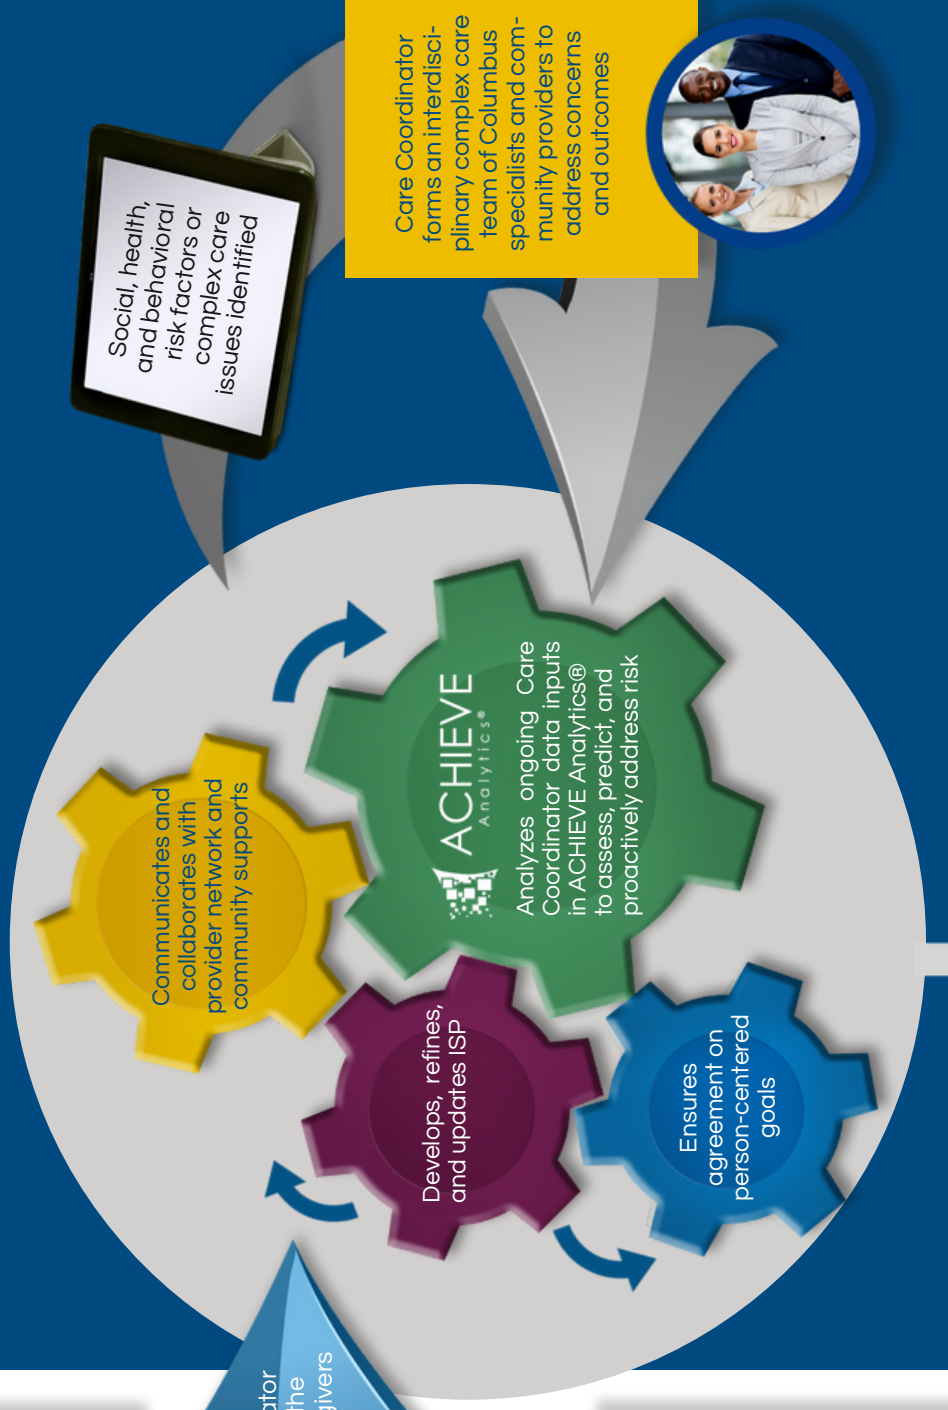 Social, health,
and behavioral
risk factors or
complex care
issues identified
Care Coordinator
forms an interdisci-
plinary complex care
team of Columbus
specialists and com-
munity providers to
address concerns
and outcomes
Communicates and
collaborates with
provider network and
community supports
ACHIEVE
Analytics®
Analyzes ongoing Care
Coordinator data inputs
in ACHIEVE Analytics®
to assess, predict, and
proactively address risk
Develops, refines,
and updates ISP
Ensures
agreement on
person-centered
goals
the